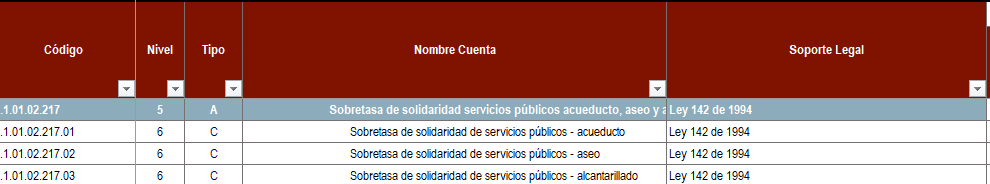 Código Nivel Tipo Nombre Cuenta Soporte Legal
.1.01.02.217 5 A Sobretasa de solidaridad servicios públicos acueducto, aseo y a Ley 142 de 1994
.1.01.02.217.01 6 C Sobretasa de solidaridad de servicios públicos - acueducto Ley 142 de 1994
.1.01.02.217.02 6 C Sobretasa de solidaridad de servicios públicos - aseo Ley 142 de 1994
.1.01.02.217.03 6 C Sobretasa de solidaridad de servicios públicos - alcantarillado Ley 142 de 1994